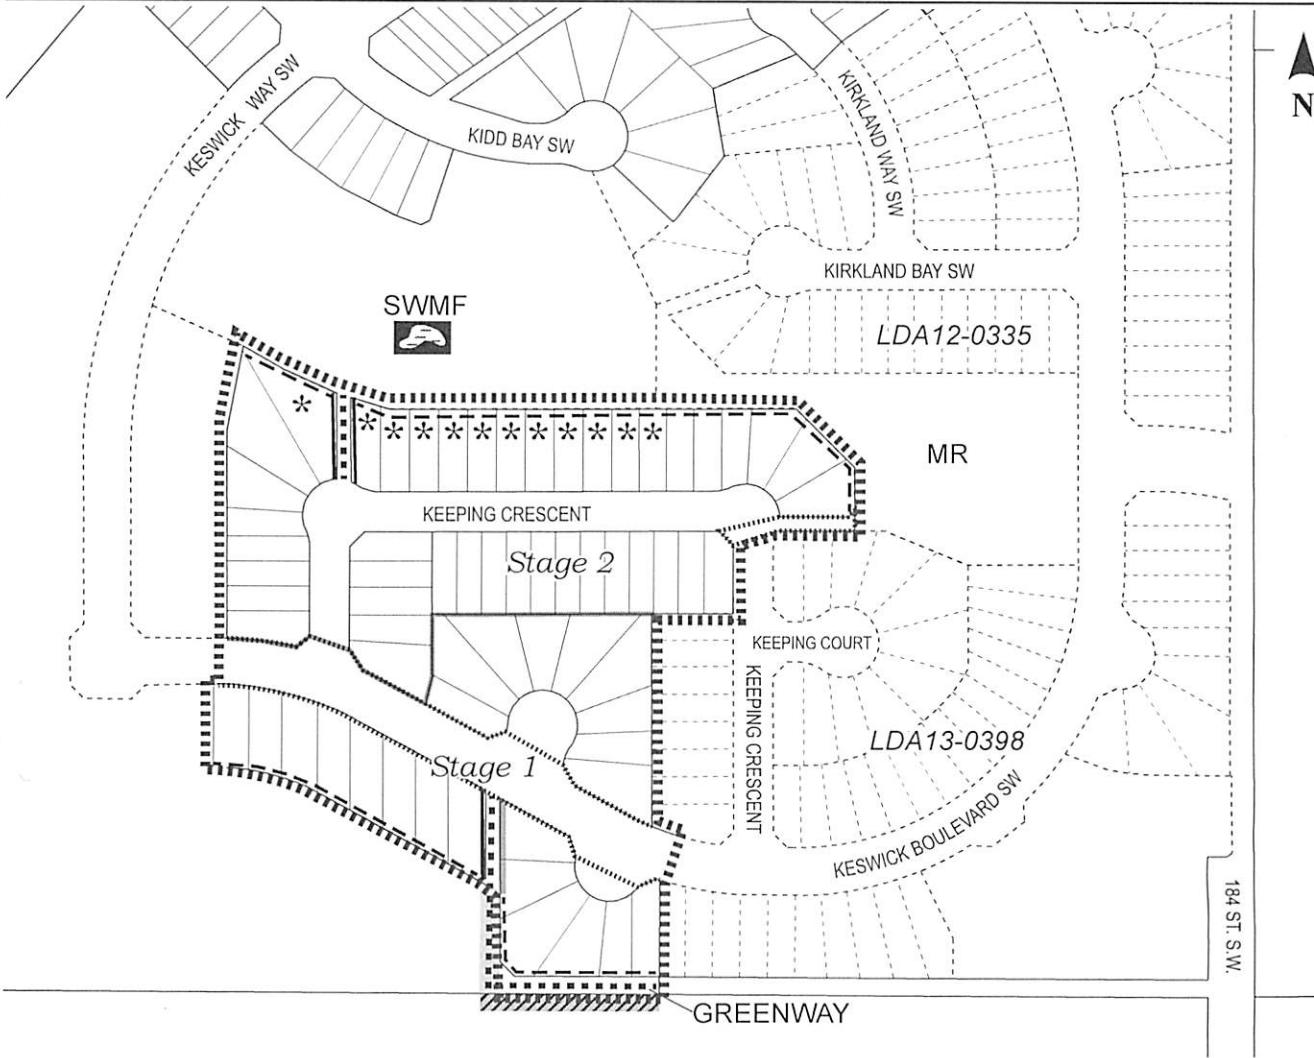 KESWICK WAY SW
KIDD BAY SW
KIRKLAND WAY SW
N
KIRKLAND BAY SW
SWMF
LDA12-0335
* * * * * * * * * * * *
MR
KEEPING CRESCENT
Stage 2
KEEPING COURT
KEEPING CRESCENT
LDA13-0398
Stage 1
KESWICK BOULEVARD SW
184 ST. S.W.
GREENWAY